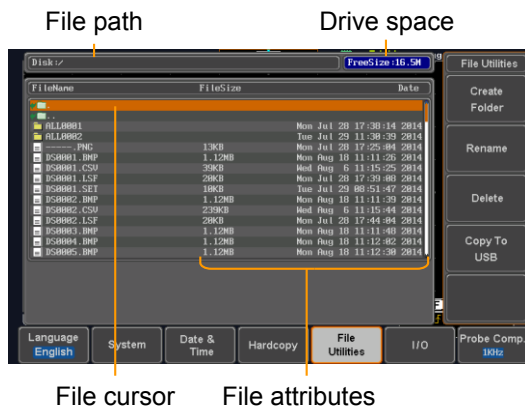 File path Drive space
Disk:/ FreeSize:16.5M
FileName FileSize Date
.
..
ALL0001 Mon Jul 28 17:38:14 2014
ALL0002 Tue Jul 29 11:30:39 2014
-----.PNG 13KB Mon Jul 28 17:25:04 2014
DS0001.BMP 1.12MB Mon Aug 18 11:11:26 2014
DS0001.CSV 39KB Wed Aug 6 11:15:25 2014
DS0001.LSF 20KB Mon Jul 28 17:39:08 2014
DS0001.SET 10KB Tue Jul 29 08:51:47 2014
DS0002.BMP 1.12MB Mon Aug 18 11:11:39 2014
DS0002.CSV 239KB Wed Aug 6 11:15:44 2014
DS0002.LSF 20KB Mon Jul 28 17:44:04 2014
DS0003.BMP 1.12MB Mon Aug 18 11:11:48 2014
DS0004.BMP 1.12MB Mon Aug 18 11:12:02 2014
DS0005.BMP 1.12MB Mon Aug 18 11:12:30 2014
File Utilities
Create
Folder
Rename
Delete
Copy To
USB
Language
English
System
Date &
Time
Hardcopy
File
Utilities
I/O
Probe Comp.
1KHz
File cursor File attributes